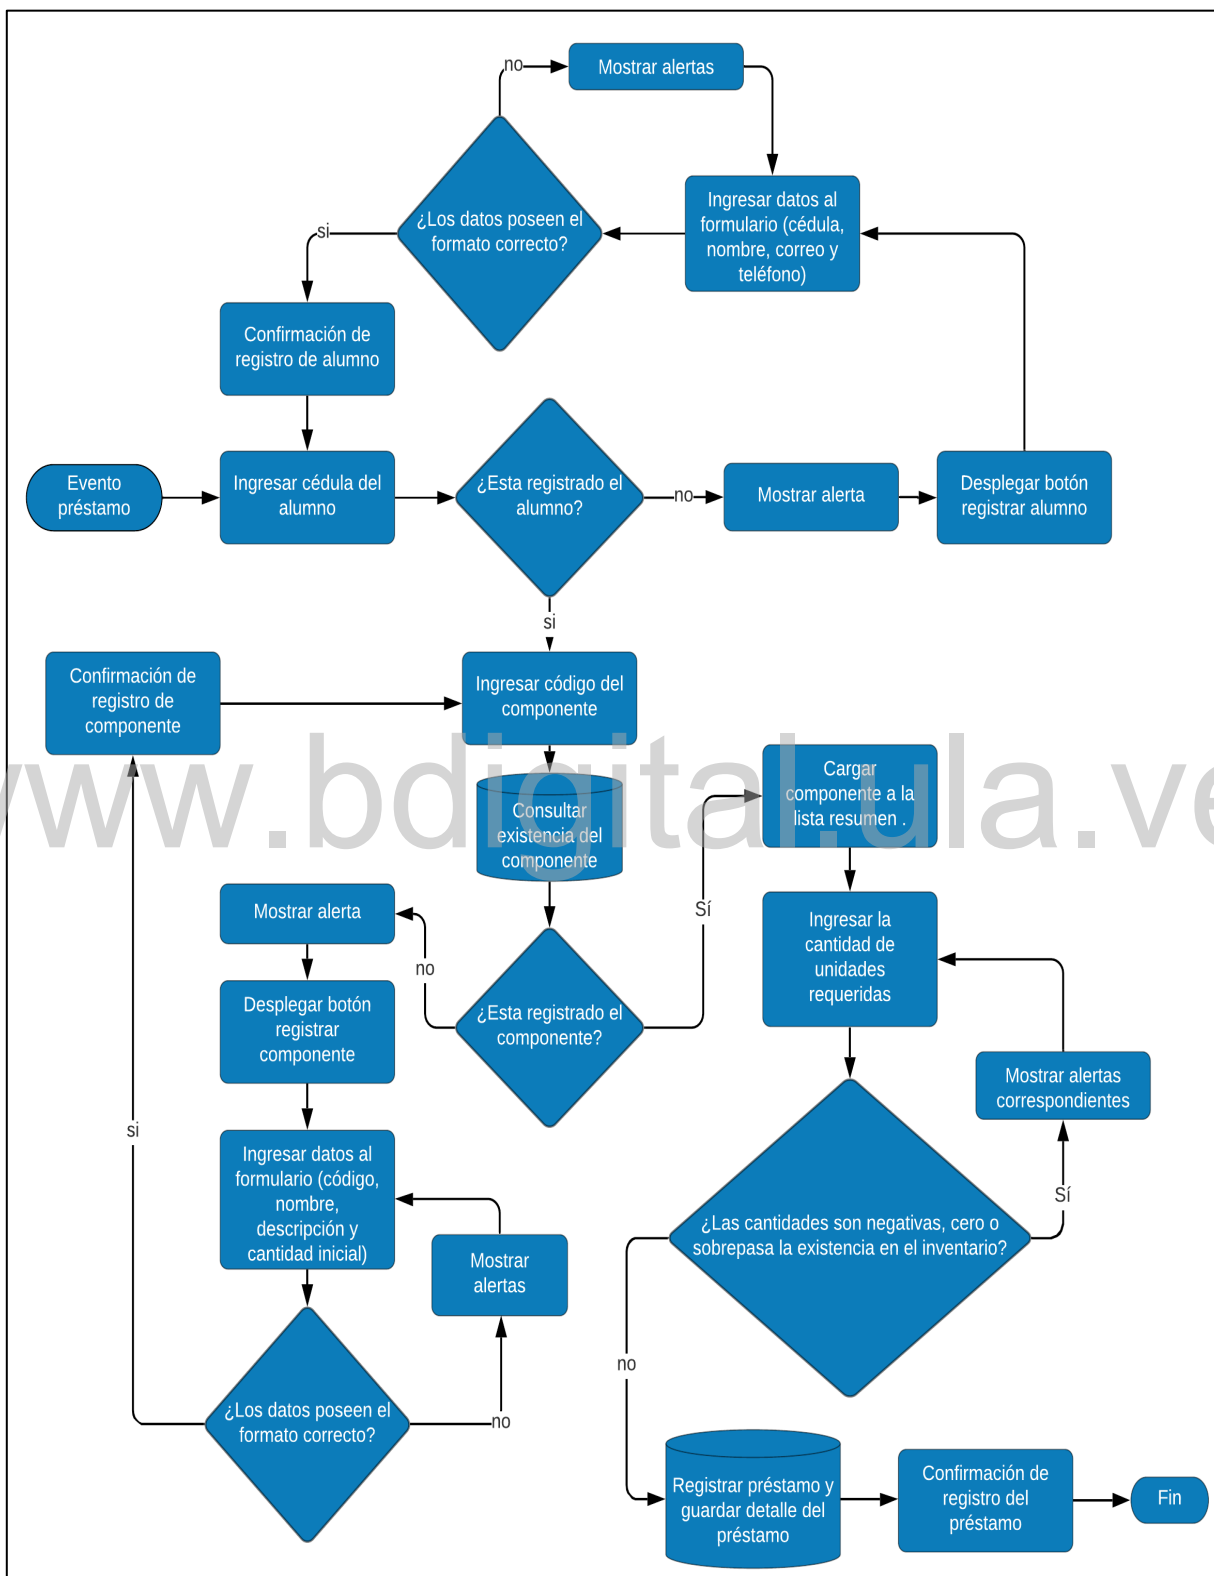 no
Mostrar alertas
¿Los datos poseen el
formato correcto?
Ingresar datos al
formulario (cédula,
nombre, correo y
teléfono)
si
Confirmación de
registro de alumno
Evento
préstamo
Ingresar cédula del
alumno
¿Esta registrado el
alumno?
no
Mostrar alerta
Desplegar botón
registrar alumno
si
Confirmación de
registro de
componente
Ingresar código del
componente
Consultar
existencia del
componente
Cargar
componente a la
lista resumen .
www.bdigital.ula.ve
Mostrar alerta
no
Sí
Ingresar la
cantidad de
unidades
requeridas
Desplegar botón
registrar
componente
¿Esta registrado el
componente?
Mostrar alertas
correspondientes
si
Ingresar datos al
formulario (código,
nombre,
descripción y
cantidad inicial)
Sí
Mostrar
alertas
¿Las cantidades son negativas, cero o
sobrepasa la existencia en el inventario?
no
¿Los datos poseen el
formato correcto?
no
Registrar préstamo y
guardar detalle del
préstamo
Confirmación de
registro del
préstamo
Fin